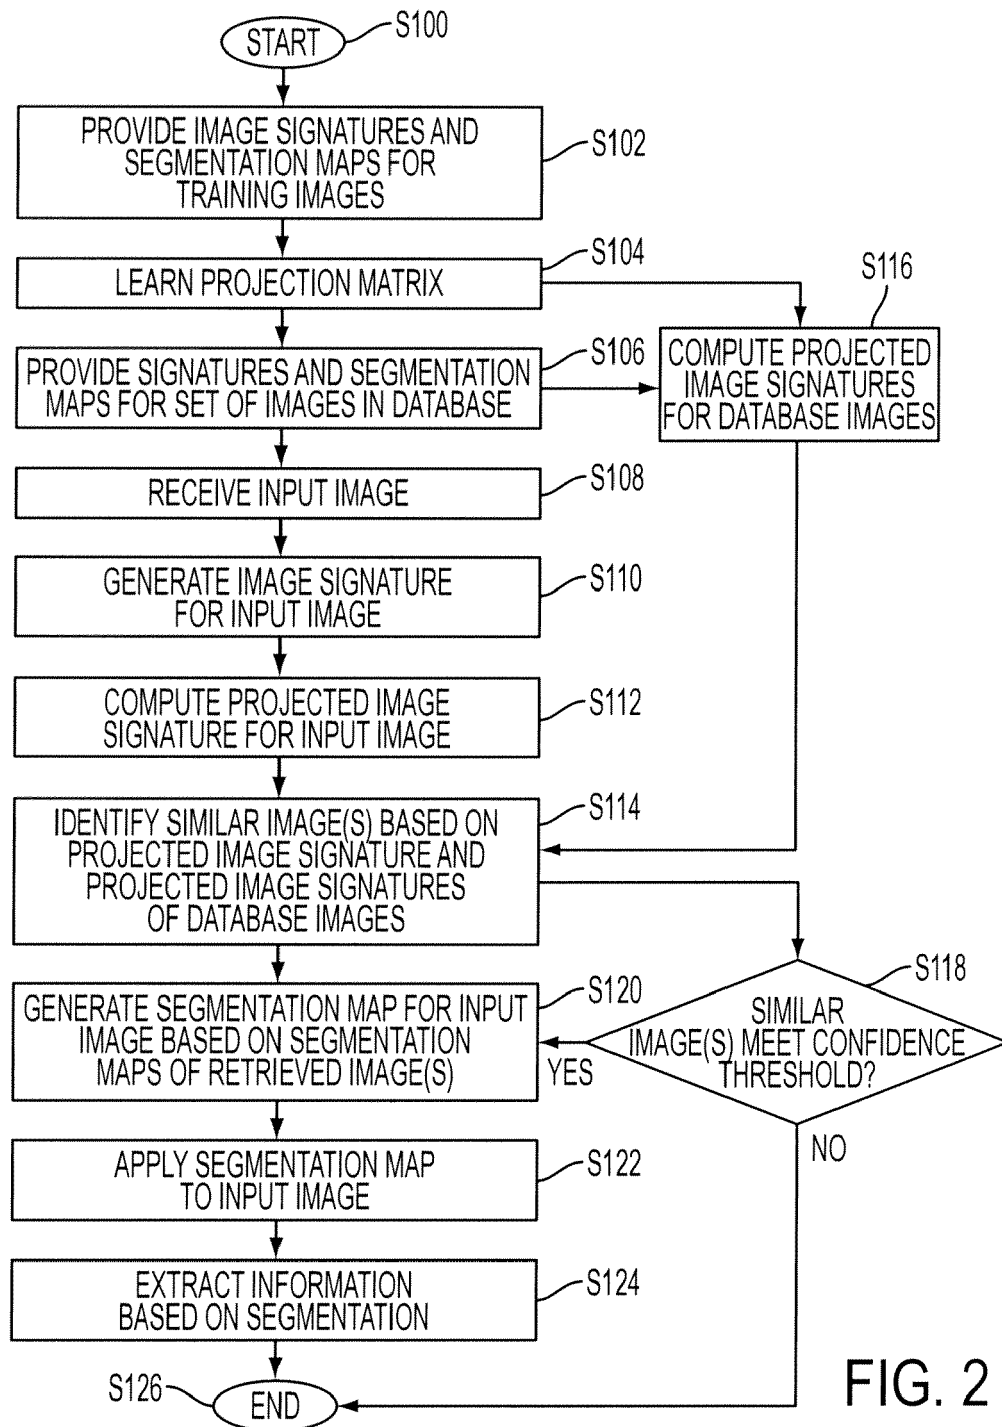 START
S100
PROVIDE IMAGE SIGNATURES AND
SEGMENTATION MAPS FOR
TRAINING IMAGES
S102
LEARN PROJECTION MATRIX
S104
S116
COMPUTE PROJECTED
IMAGE SIGNATURES
FOR DATABASE IMAGES
PROVIDE SIGNATURES AND SEGMENTATION
MAPS FOR SET OF IMAGES IN DATABASE
S106
RECEIVE INPUT IMAGE
S108
GENERATE IMAGE SIGNATURE
FOR INPUT IMAGE
S110
COMPUTE PROJECTED IMAGE
SIGNATURE FOR INPUT IMAGE
S112
IDENTIFY SIMILAR IMAGE(S) BASED ON
PROJECTED IMAGE SIGNATURE AND
PROJECTED IMAGE SIGNATURES
OF DATABASE IMAGES
S114
S118
SIMILAR
IMAGE(S) MEET CONFIDENCE
THRESHOLD?
YES
NO
GENERATE SEGMENTATION MAP FOR INPUT
IMAGE BASED ON SEGMENTATION
MAPS OF RETRIEVED IMAGE(S)
S120
APPLY SEGMENTATION MAP
TO INPUT IMAGE
S122
EXTRACT INFORMATION
BASED ON SEGMENTATION
S124
S126
END
FIG. 2